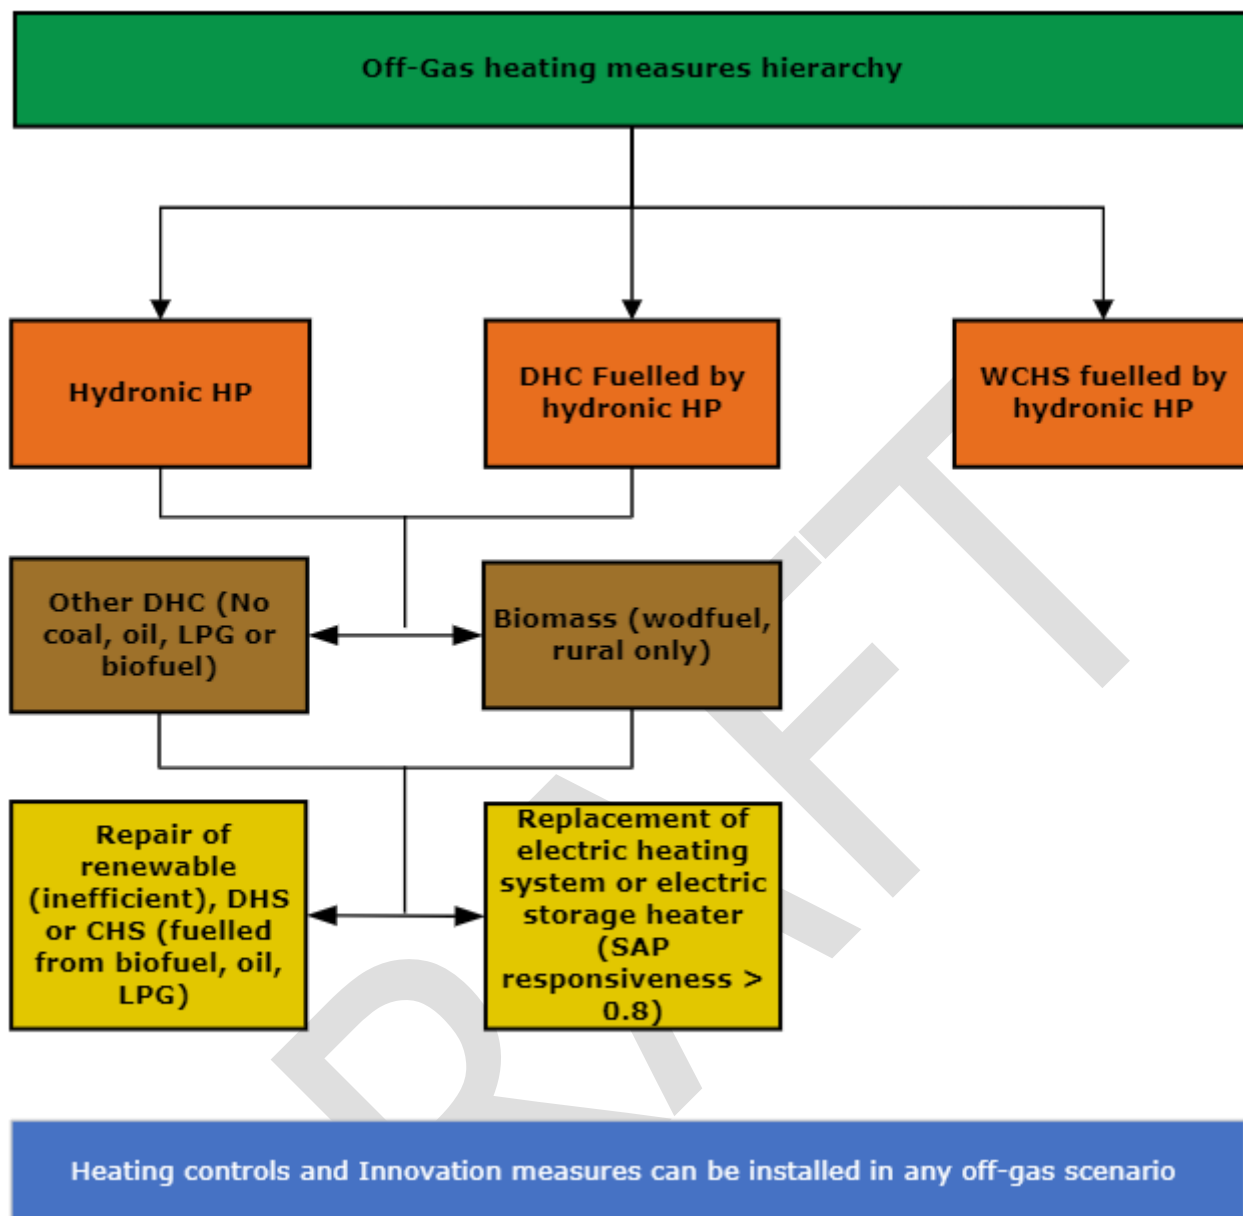 Off-Gas heating measures hierarchy
Hydronic HP
DHC Fuelled by
hydronic HP
WCHS fuelled by
hydronic HP
Other DHC (No
coal, oil, LPG or
biofuel)
Biomass (wodfuel,
rural only)
Repair of
renewable
(inefficient), DHS
or CHS (fuelled
from biofuel, oil,
LPG)
Replacement of
electric heating
system or electric
storage heater
(SAP
responsiveness >
0.8)
Heating controls and Innovation measures can be installed in any off-gas scenario
DRAFT